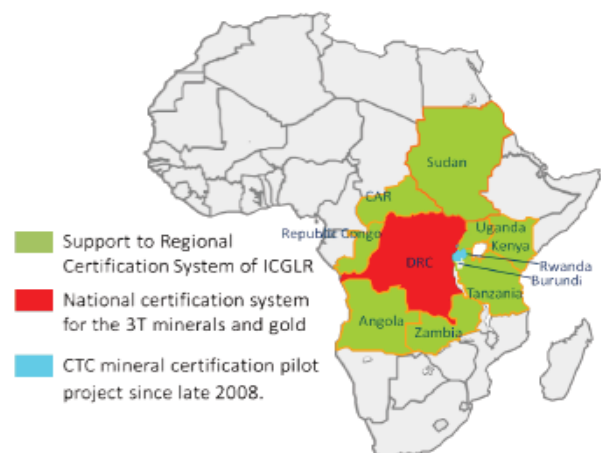 Sudan
CAR
Republic Congo
Uganda
Kenya
DRC
Rwanda
Burundi
Tanzania
Angola
Zambia
Support to Regional
Certification System of ICGLR
National certification system
for the 3T minerals and gold
CTC mineral certification pilot
project since late 2008.